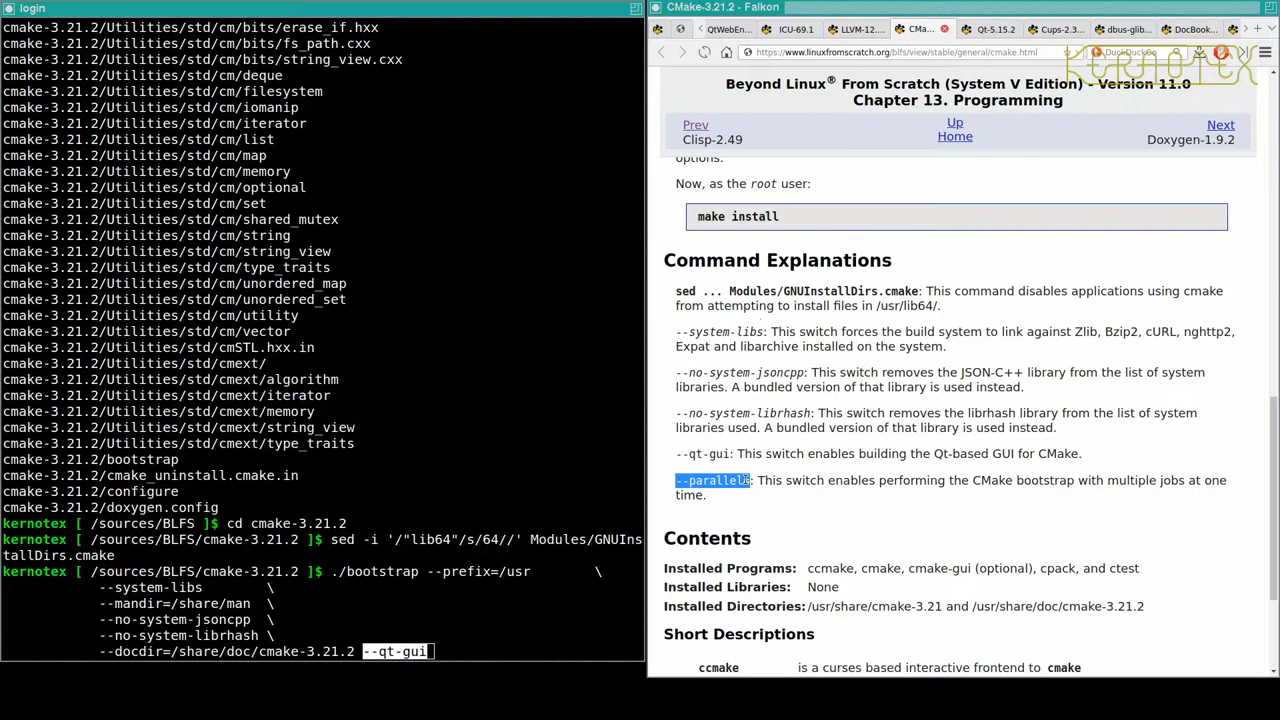 login
cmake-3.21.2/Utilities/std/cm/bits/erase_if.hxx
cmake-3.21.2/Utilities/std/cm/bits/fs_path.cxx
cmake-3.21.2/Utilities/std/cm/bits/string_view.cxx
cmake-3.21.2/Utilities/std/cm/deque
cmake-3.21.2/Utilities/std/cm/filesystem
cmake-3.21.2/Utilities/std/cm/iomanip
cmake-3.21.2/Utilities/std/cm/iterator
cmake-3.21.2/Utilities/std/cm/list
cmake-3.21.2/Utilities/std/cm/map
cmake-3.21.2/Utilities/std/cm/memory
cmake-3.21.2/Utilities/std/cm/optional
cmake-3.21.2/Utilities/std/cm/set
cmake-3.21.2/Utilities/std/cm/shared_mutex
cmake-3.21.2/Utilities/std/cm/string
cmake-3.21.2/Utilities/std/cm/string_view
cmake-3.21.2/Utilities/std/cm/type_traits
cmake-3.21.2/Utilities/std/cm/unordered_map
cmake-3.21.2/Utilities/std/cm/unordered_set
cmake-3.21.2/Utilities/std/cm/utility
cmake-3.21.2/Utilities/std/cm/vector
cmake-3.21.2/Utilities/std/cmSTL.hxx.in
cmake-3.21.2/Utilities/std/cmext/
cmake-3.21.2/Utilities/std/cmext/algorithm
cmake-3.21.2/Utilities/std/cmext/iterator
cmake-3.21.2/Utilities/std/cmext/memory
cmake-3.21.2/Utilities/std/cmext/string_view
cmake-3.21.2/Utilities/std/cmext/type_traits
cmake-3.21.2/bootstrap
cmake-3.21.2/cmake_uninstall.cmake.in
cmake-3.21.2/configure
cmake-3.21.2/doxygen.config
kernotex [ /sources/BLFS ]$ cd cmake-3.21.2
kernotex [ /sources/BLFS/cmake-3.21.2 ]$ sed -i '/"lib64"/s/64//' Modules/GNUIns
tallDirs.cmake
kernotex [ /sources/BLFS/cmake-3.21.2 ]$ ./bootstrap --prefix=/usr \
--system-libs \
--mandir=/share/man \
--no-system-jsoncpp \
--no-system-librhash \
--docdir=/share/doc/cmake-3.21.2 --qt-gui
CMake-3.21.2 - Falkon
QtWebEn... ICU-69.1 LLVM-12.... CMa... Qt-5.15.2 Cups-2.3... dbus-glib... DocBook...
https://www.linuxfromscratch.org/blfs/view/stable/general/cmake.html DuckDuckGo
KERNOTEX
Beyond Linux® From Scratch (System V Edition) - Version 11.0
Chapter 13. Programming
Prev Up Next
Clisp-2.49 Home Doxygen-1.9.2
options.
Now, as the root user:
make install
Command Explanations
sed ... Modules/GNUInstallDirs.cmake: This command disables applications using cmake
from attempting to install files in /usr/lib64/.
--system-libs: This switch forces the build system to link against Zlib, Bzip2, cURL, nghttp2,
Expat and libarchive installed on the system.
--no-system-jsoncpp: This switch removes the JSON-C++ library from the list of system
libraries. A bundled version of that library is used instead.
--no-system-librhash: This switch removes the librhash library from the list of system
libraries used. A bundled version of that library is used instead.
--qt-gui: This switch enables building the Qt-based GUI for CMake.
--parallel: This switch enables performing the CMake bootstrap with multiple jobs at one
time.
Contents
Installed Programs: ccmake, cmake, cmake-gui (optional), cpack, and ctest
Installed Libraries: None
Installed Directories: /usr/share/cmake-3.21 and /usr/share/doc/cmake-3.21.2
Short Descriptions
ccmake is a curses based interactive frontend to cmake